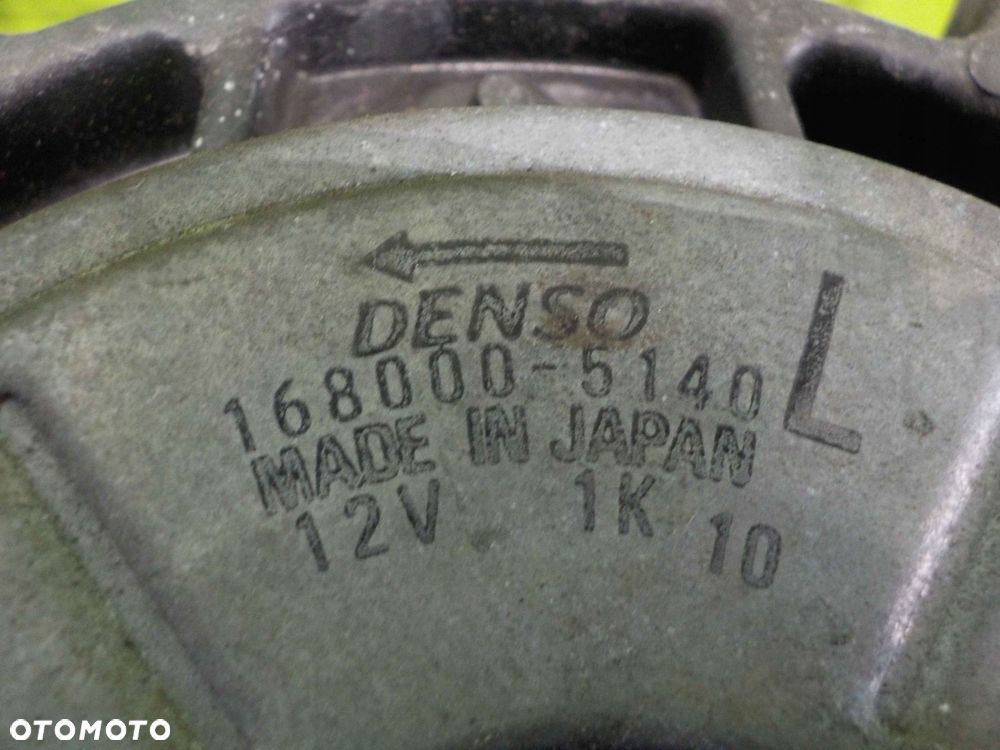 DENSO
168000-5140
L
MADE IN JAPAN
12V 1K 10
OTOMOTO